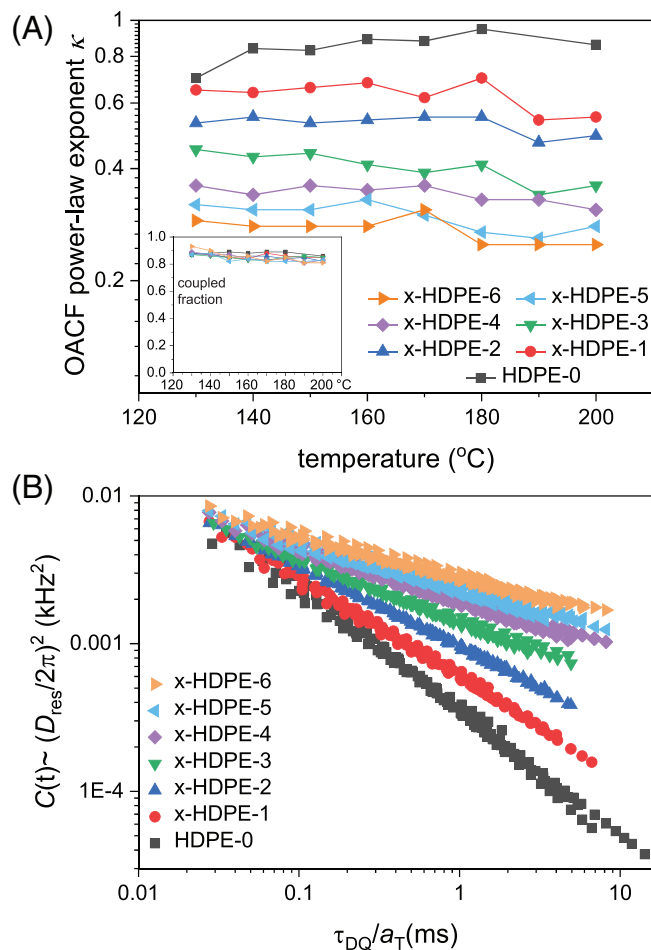 (A)
1
0.8
0.6
0.4
0.2
OACF power-law exponent κ
1.0
0.8
0.6
0.4
0.2
0.0
coupled
fraction
120 140 160 180 200 °C
x-HDPE-6 x-HDPE-5
x-HDPE-4 x-HDPE-3
x-HDPE-2 x-HDPE-1
HDPE-0
120 140 160 180 200
temperature (°C)
(B)
0.01
0.001
1E-4
C(t)~ (D_res/2π)² (kHz²)
x-HDPE-6
x-HDPE-5
x-HDPE-4
x-HDPE-3
x-HDPE-2
x-HDPE-1
HDPE-0
0.01 0.1 1 10
τ_DQ/a_T(ms)